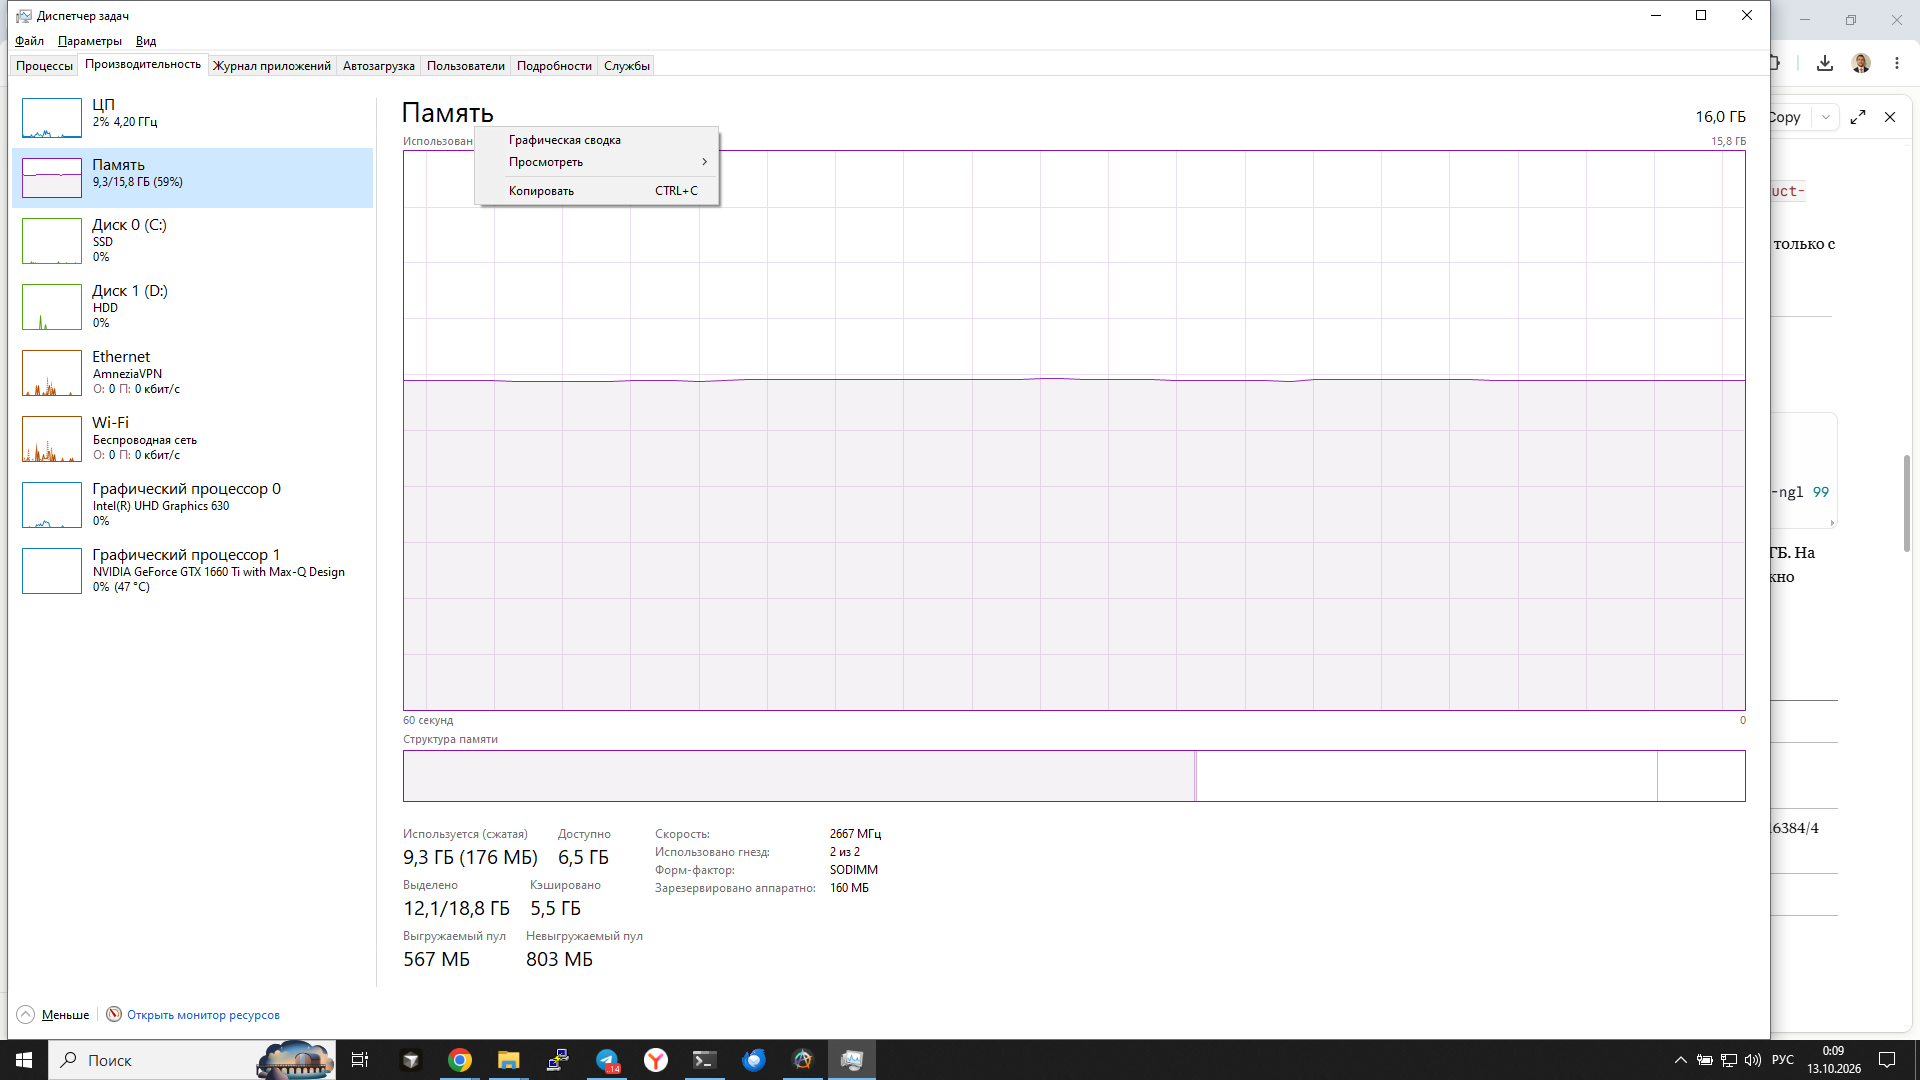 Диспетчер задач
Файл Параметры Вид
Процессы Производительность Журнал приложений Автозагрузка Пользователи Подробности Службы
ЦП
2% 4,20 ГГц
Память
9,3/15,8 ГБ (59%)
Диск 0 (C:)
SSD
0%
Диск 1 (D:)
HDD
0%
Ethernet
AmneziaVPN
О: 0 П: 0 кбит/с
Wi-Fi
Беспроводная сеть
О: 0 П: 0 кбит/с
Графический процессор 0
Intel(R) UHD Graphics 630
0%
Графический процессор 1
NVIDIA GeForce GTX 1660 Ti with Max-Q Design
0% (47 °C)
Память
16,0 ГБ
Использован
15,8 ГБ
Графическая сводка
Просмотреть
Копировать CTRL+C
60 секунд
0
Структура памяти
Используется (сжатая) Доступно
9,3 ГБ (176 МБ) 6,5 ГБ
Выделено Кэшировано
12,1/18,8 ГБ 5,5 ГБ
Выгружаемый пул Невыгружаемый пул
567 МБ 803 МБ
Скорость: 2667 МГц
Использовано гнезд: 2 из 2
Форм-фактор: SODIMM
Зарезервировано аппаратно: 160 МБ
Меньше Открыть монитор ресурсов
Copy
uct-
только с
-ngl 99
ГБ. На
16384/4
Поиск
..14
РУС
0:09
13.10.2026